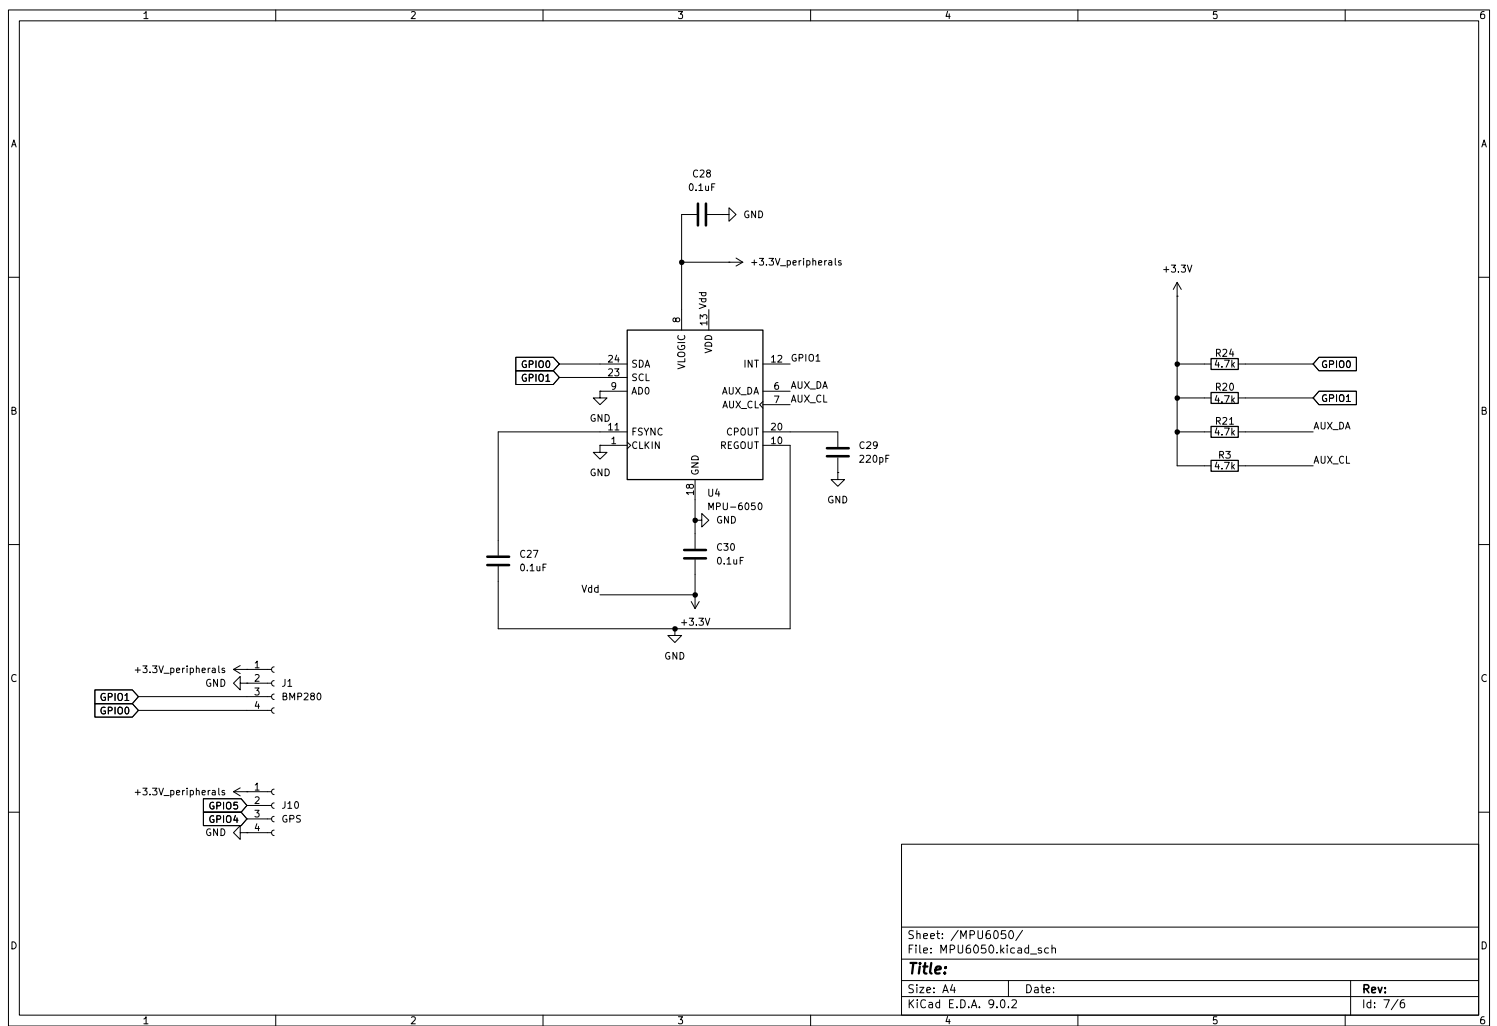 1 2 3 4 5 6
A A
C28
0.1uF
GND
+3.3V_peripherals
+3.3V
8
13 Vdd
VLOGIC
VDD
GPIO0 24 SDA
GPIO1 23 SCL
9 AD0
GND
11 FSYNC
1 CLKIN
GND
INT 12 GPIO1
AUX_DA 6 AUX_DA
AUX_CL 7 AUX_CL
CPOUT 20
REGOUT 10
GND
18
U4
MPU-6050
GND
C29
220pF
GND
R24
4.7k GPIO0
R20
4.7k GPIO1
R21
4.7k AUX_DA
R3
4.7k AUX_CL
B B
C27
0.1uF
C30
0.1uF
Vdd
+3.3V
GND
C C
+3.3V_peripherals 1
GND 2 J1
GPIO1 3 BMP280
GPIO0 4
+3.3V_peripherals 1
GPIO5 2 J10
GPIO4 3 GPS
GND 4
D D
Sheet: /MPU6050/
File: MPU6050.kicad_sch
Title:
Size: A4 Date: Rev:
KiCad E.D.A. 9.0.2 Id: 7/6
1 2 3 4 5 6